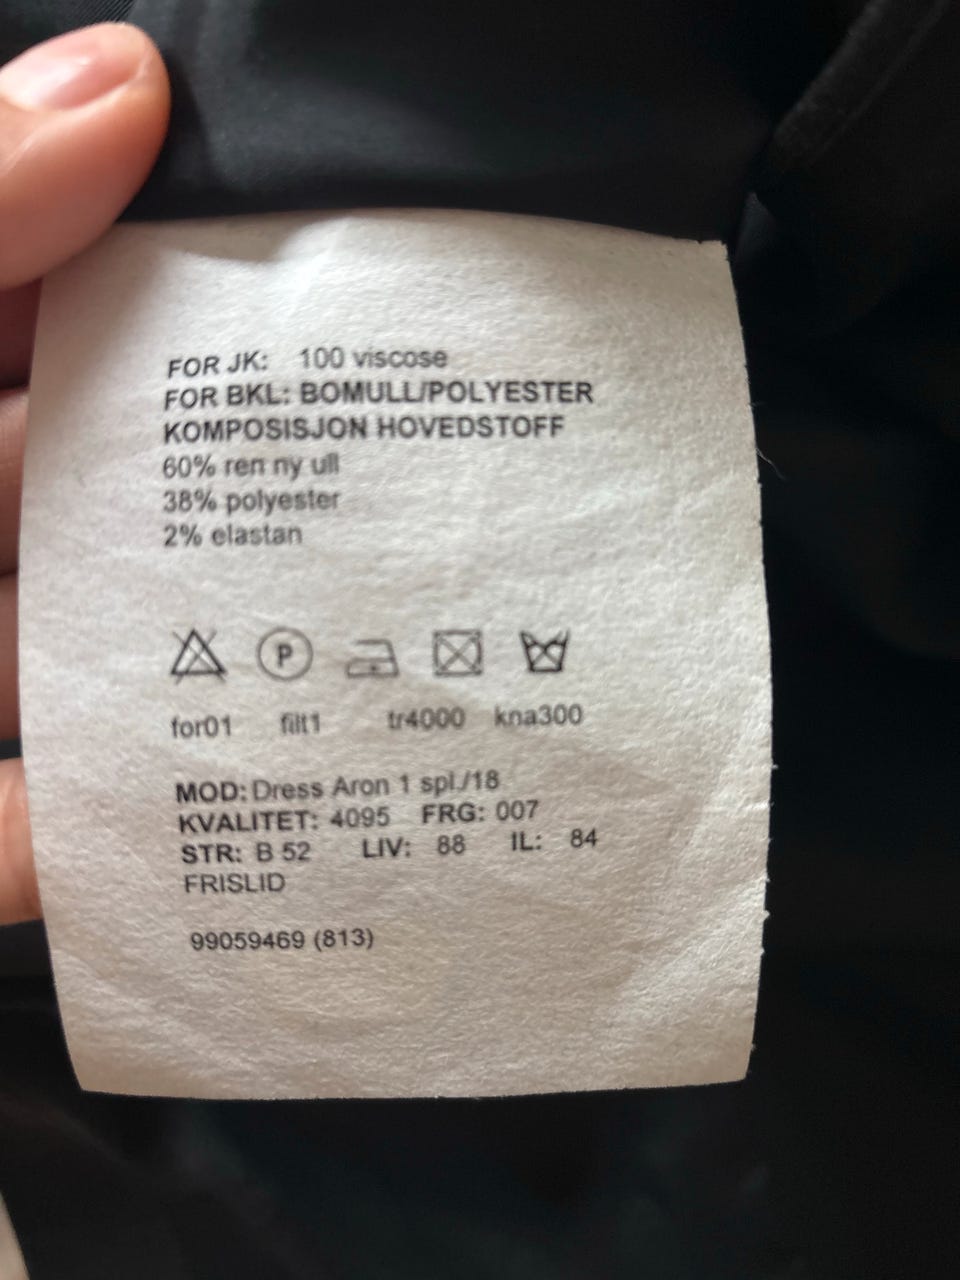 FOR JK: 100 viscose
FOR BKL: BOMULL/POLYESTER
KOMPOSISJON HOVEDSTOFF
60% ren ny ull
38% polyester
2% elastan
P
for01 filt1 tr4000 kna300
MOD: Dress Aron 1 spl./18
KVALITET: 4095 FRG: 007
STR: B 52 LIV: 88 IL: 84
FRISLID
99059469 (813)